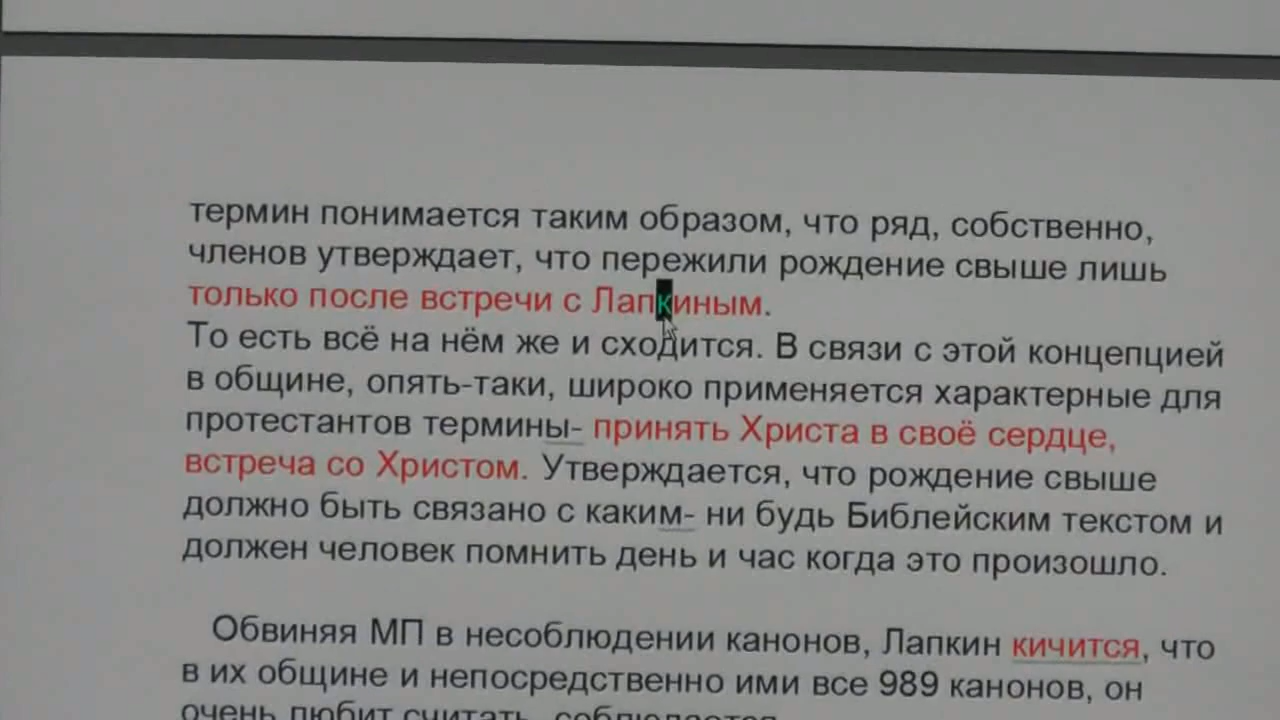 термин понимается таким образом, что ряд, собственно,
членов утверждает, что пережили рождение свыше лишь
только после встречи с Лапкиным.
То есть всё на нём же и сходится. В связи с этой концепцией
в общине, опять-таки, широко применяется характерные для
протестантов термины- принять Христа в своё сердце,
встреча со Христом. Утверждается, что рождение свыше
должно быть связано с каким- ни будь Библейским текстом и
должен человек помнить день и час когда это произошло.
Обвиняя МП в несоблюдении канонов, Лапкин кичится, что
в их общине и непосредственно ими все 989 канонов, он
очень любит считать, соблюдается